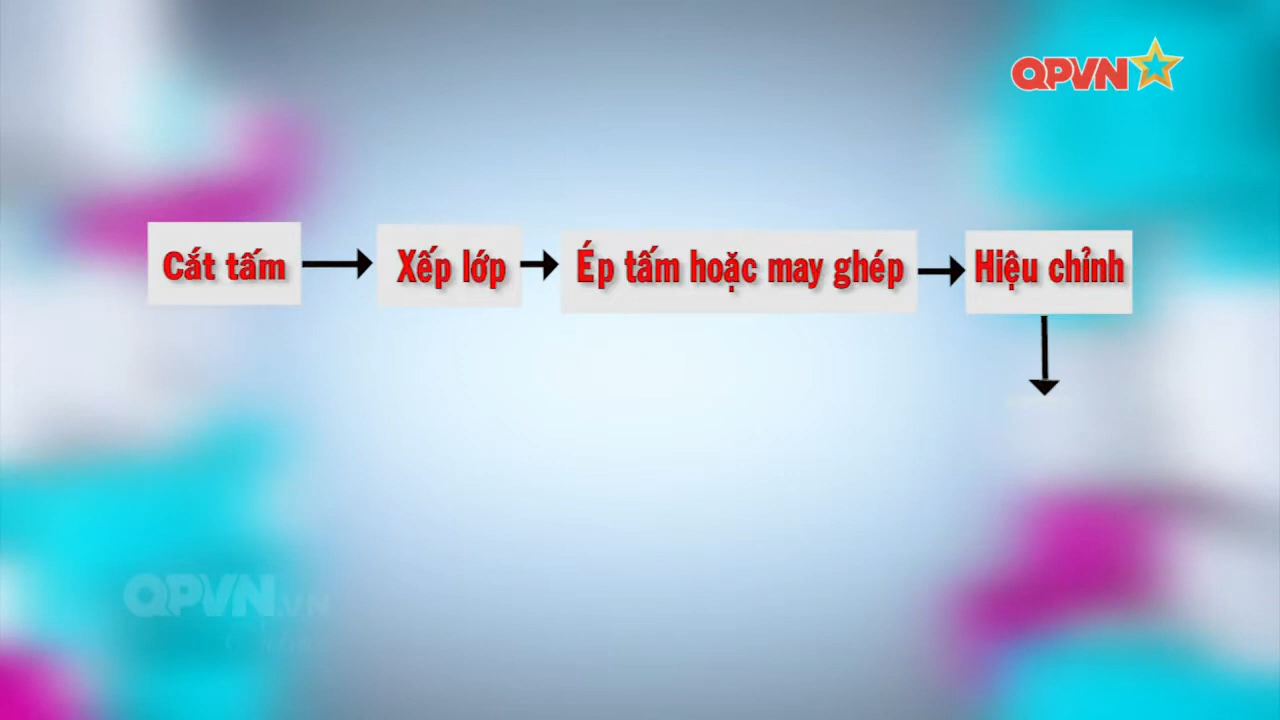 QPVN
Cắt tấm
Xếp lớp
Ép tấm hoặc may ghép
Hiệu chỉnh
QPVN.VN